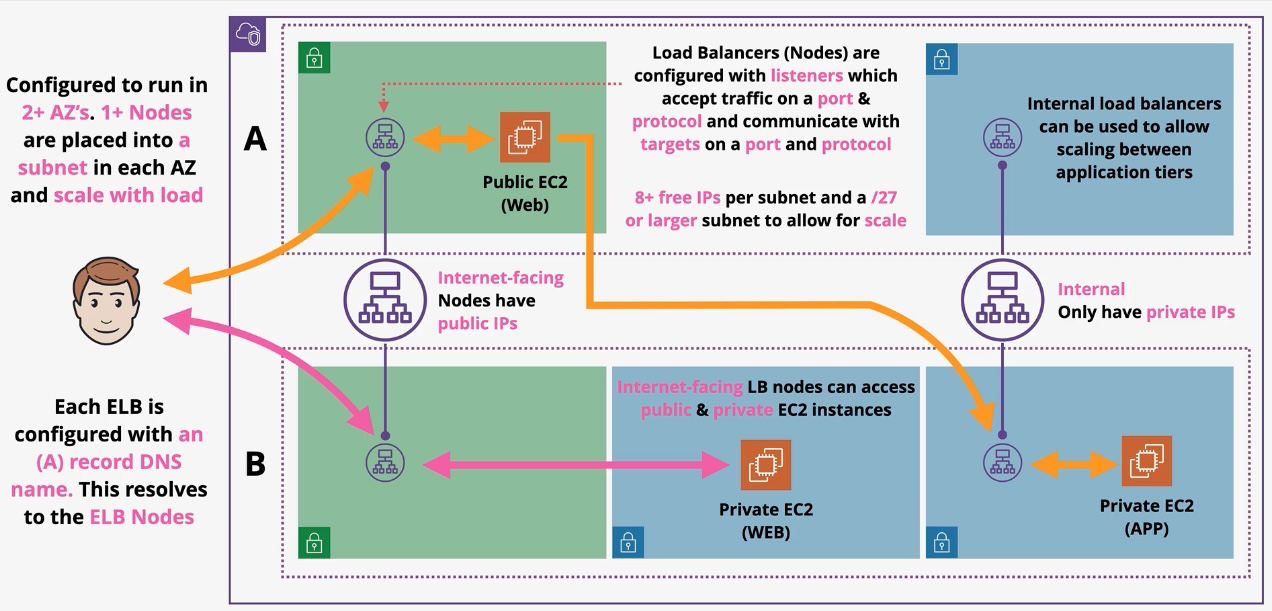 Configured to run in
2+ AZ's. 1+ Nodes
are placed into a
subnet in each AZ
and scale with load
Each ELB is
configured with an
(A) record DNS
name. This resolves
to the ELB Nodes
A
Public EC2
(Web)
Load Balancers (Nodes) are
configured with listeners which
accept traffic on a port &
protocol and communicate with
targets on a port and protocol
8+ free IPs per subnet and a /27
or larger subnet to allow for scale
Internal load balancers
can be used to allow
scaling between
application tiers
Internet-facing
Nodes have
public IPs
Internal
Only have private IPs
B
Internet-facing LB nodes can access
public & private EC2 instances
Private EC2
(WEB)
Private EC2
(APP)